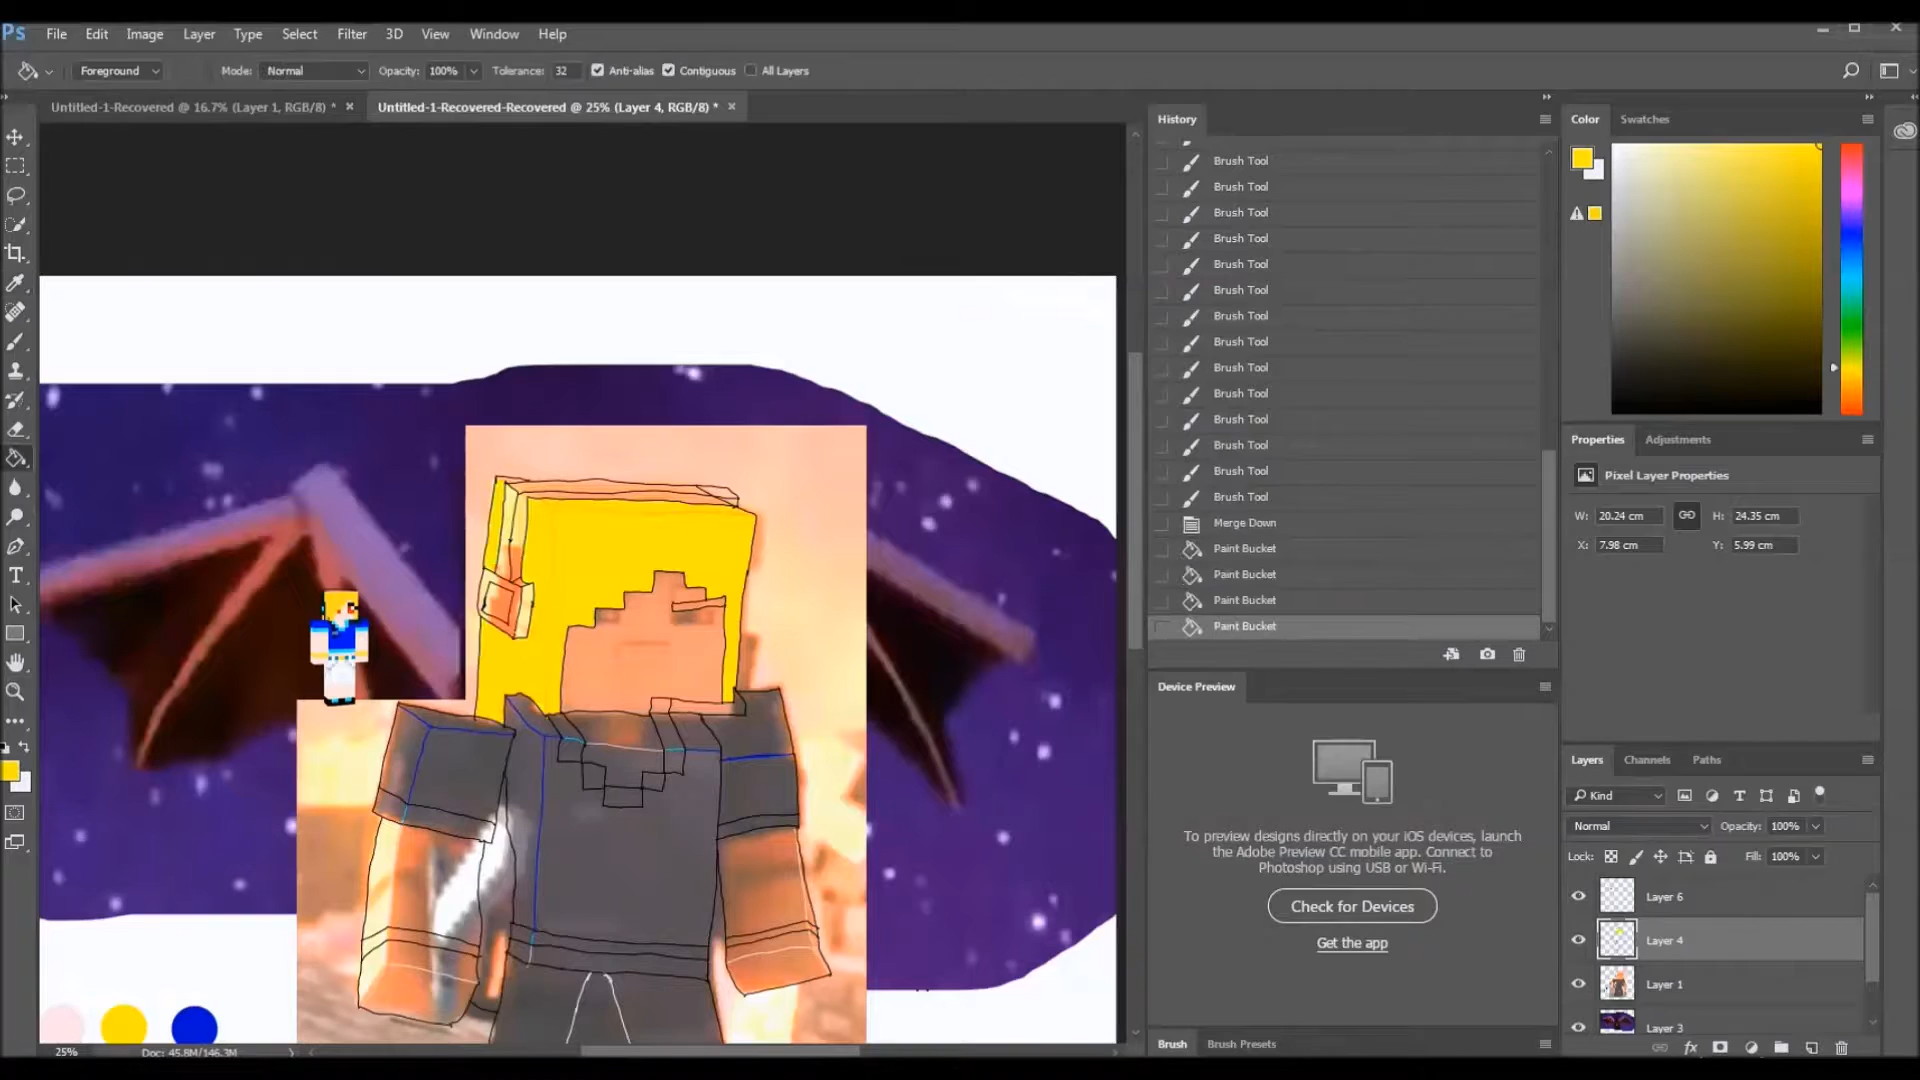 Ps File Edit Image Layer Type Select Filter 3D View Window Help
Foreground Mode: Normal Opacity: 100% Tolerance: 32 Anti-alias Contiguous All Layers
Untitled-1-Recovered @ 16.7% (Layer 1, RGB/8) * × Untitled-1-Recovered-Recovered @ 25% (Layer 4, RGB/8) * ×
History
Brush Tool
Brush Tool
Brush Tool
Brush Tool
Brush Tool
Brush Tool
Brush Tool
Brush Tool
Brush Tool
Brush Tool
Brush Tool
Brush Tool
Brush Tool
Brush Tool
Merge Down
Paint Bucket
Paint Bucket
Paint Bucket
Paint Bucket
Device Preview
To preview designs directly on your iOS devices, launch
the Adobe Preview CC mobile app. Connect to
Photoshop using USB or Wi-Fi.
Check for Devices
Get the app
Brush Brush Presets
Color Swatches
Properties Adjustments
Pixel Layer Properties
W: 20.24 cm H: 24.35 cm
X: 7.98 cm Y: 5.99 cm
Layers Channels Paths
Kind
Normal Opacity: 100%
Lock: Fill: 100%
Layer 6
Layer 4
Layer 1
Layer 3
fx
25% Doc: 45.8M/146.3M